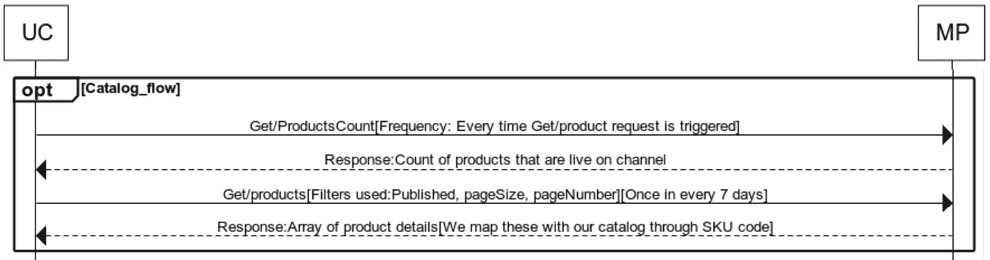 UC
MP
opt
[Catalog_flow]
Get/ProductsCount[Frequency: Every time Get/product request is triggered]
Response:Count of products that are live on channel
Get/products[Filters used:Published, pageSize, pageNumber][Once in every 7 days]
Response:Array of product details[We map these with our catalog through SKU code]